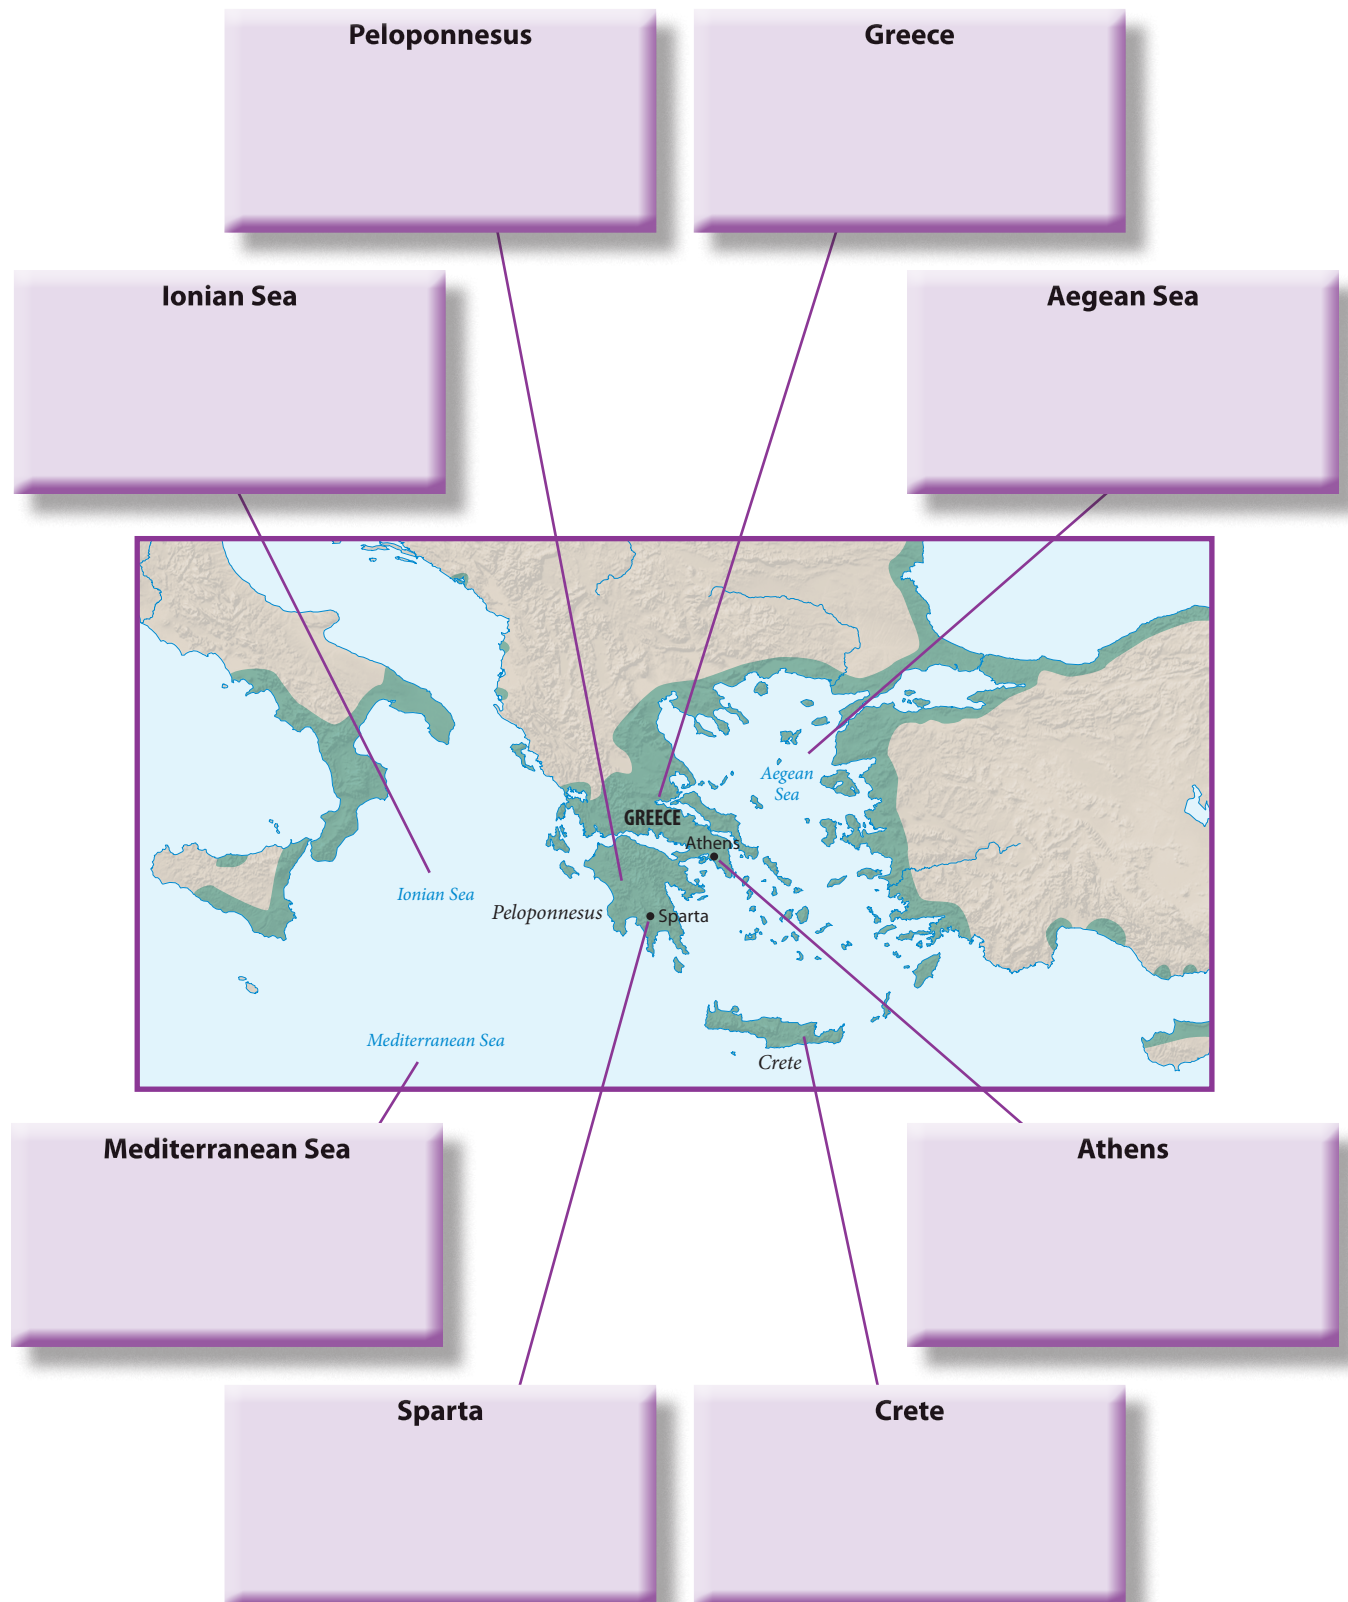 Peloponnesus
Greece
Ionian Sea
Aegean Sea
Aegean
Sea
GREECE
Athens
Ionian Sea
Peloponnesus
Sparta
Mediterranean Sea
Crete
Mediterranean Sea
Athens
Sparta
Crete